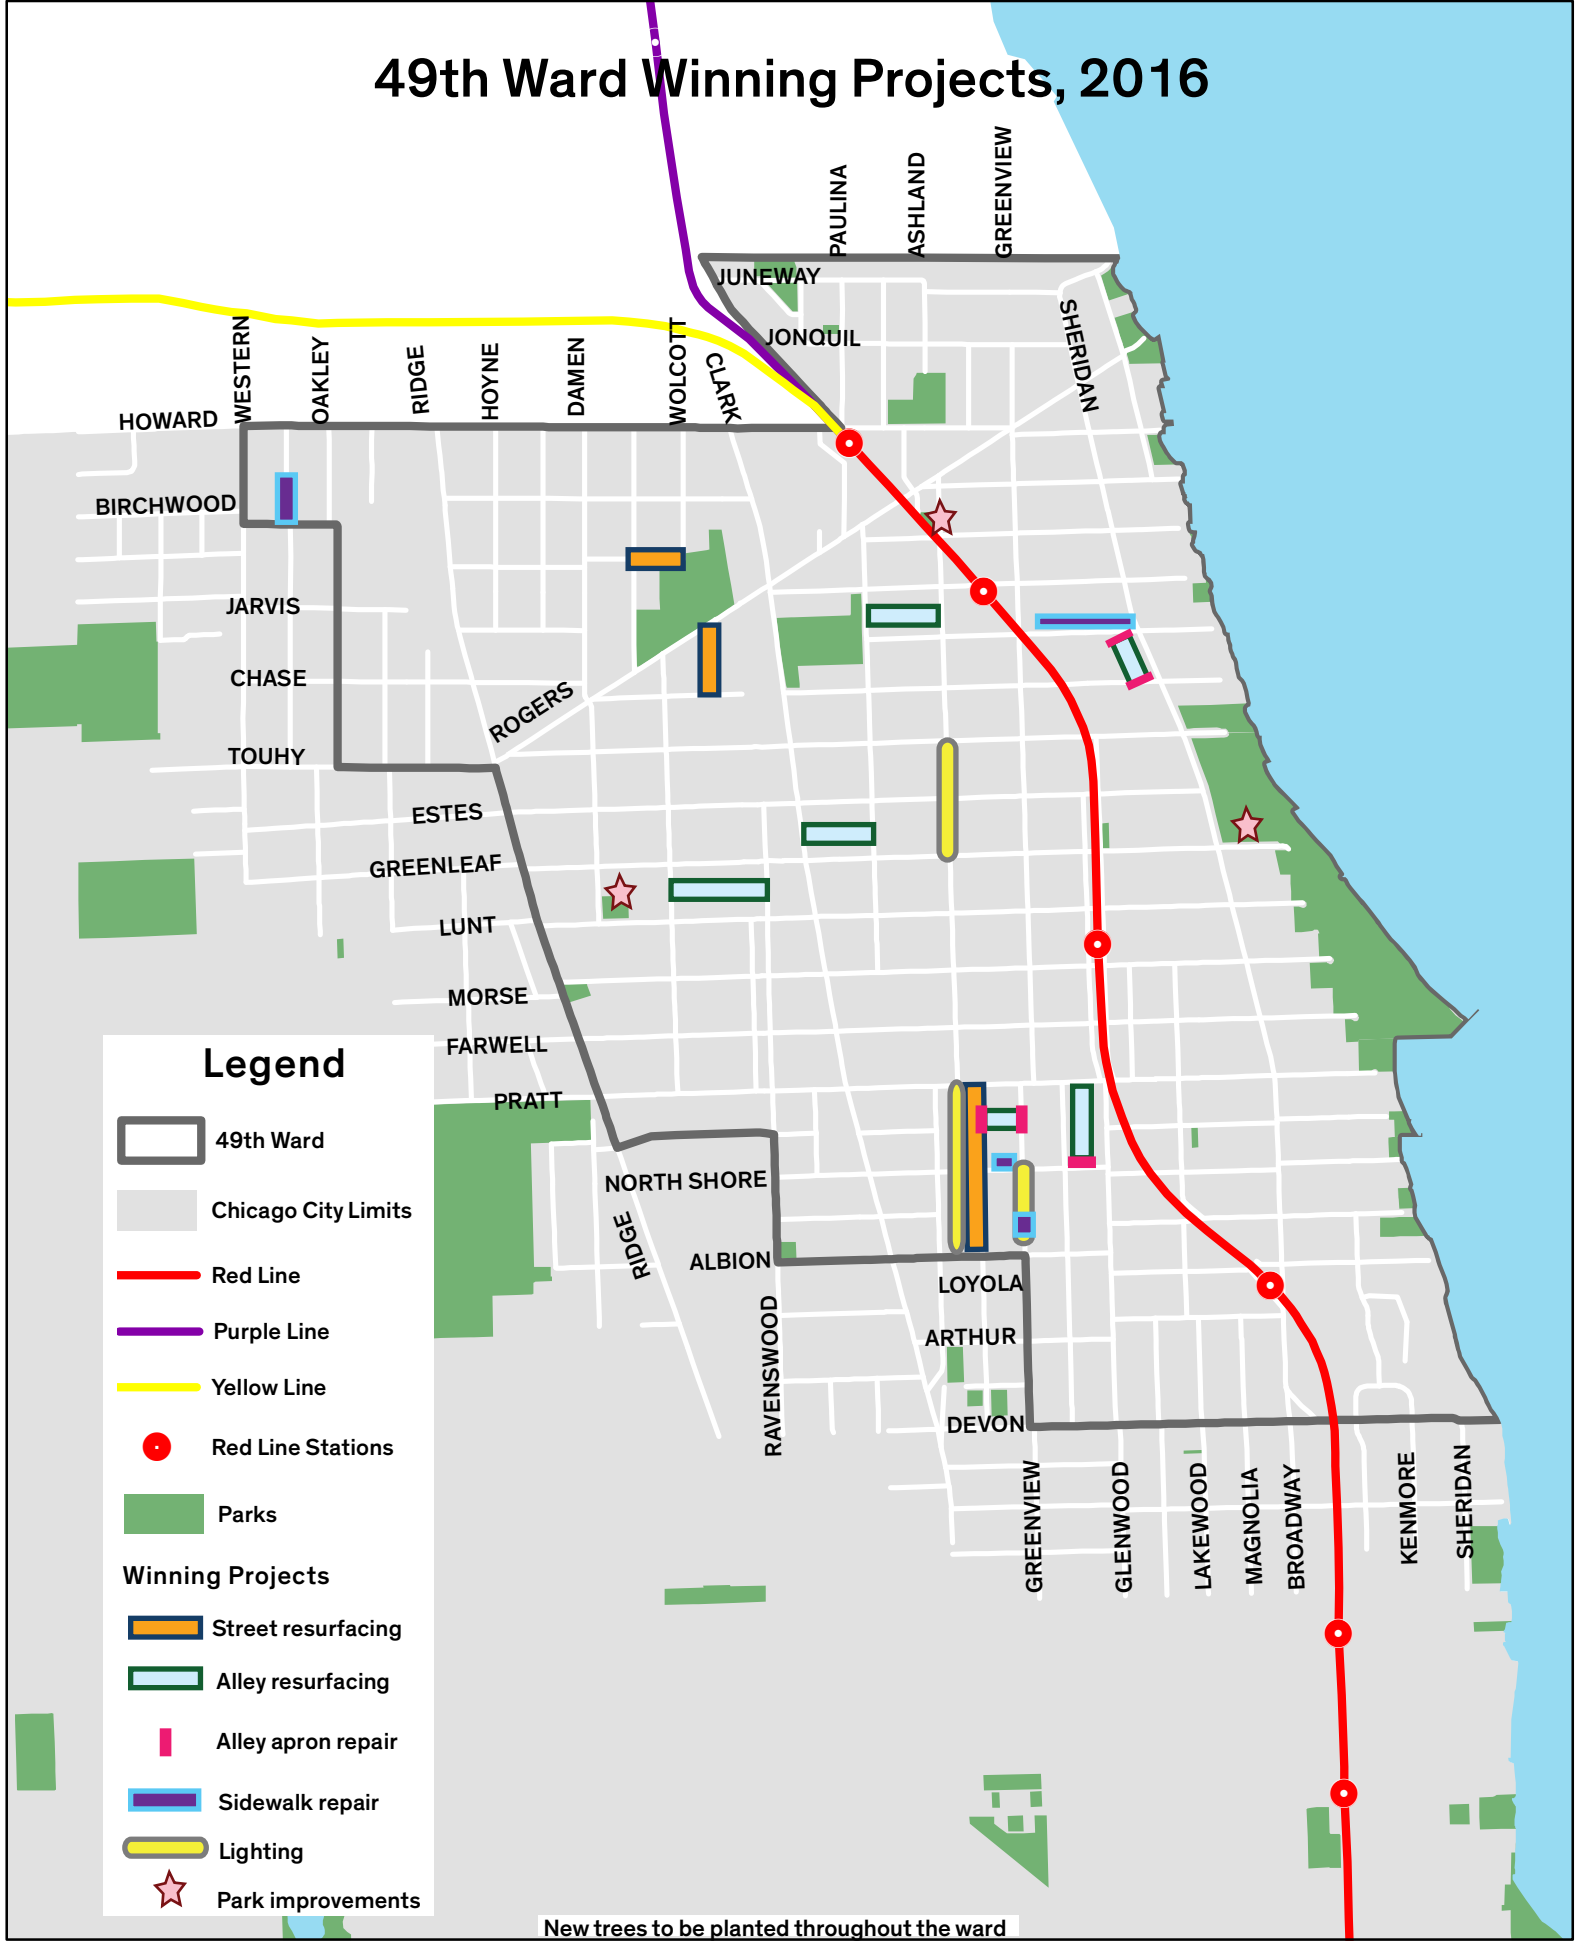 49th Ward Winning Projects, 2016
PAULINA
ASHLAND
GREENVIEW
JUNEWAY
SHERIDAN
JONQUIL
WESTERN
OAKLEY
RIDGE
HOYNE
DAMEN
WOLCOTT
CLARK
HOWARD
BIRCHWOOD
JARVIS
CHASE
ROGERS
TOUHY
ESTES
GREENLEAF
LUNT
MORSE
FARWELL
PRATT
NORTH SHORE
RIDGE
ALBION
LOYOLA
RAVENSWOOD
ARTHUR
DEVON
GREENVIEW
GLENWOOD
LAKEWOOD
MAGNOLIA
BROADWAY
KENMORE
SHERIDAN
Legend
49th Ward
Chicago City Limits
Red Line
Purple Line
Yellow Line
Red Line Stations
Parks
Winning Projects
Street resurfacing
Alley resurfacing
Alley apron repair
Sidewalk repair
Lighting
Park improvements
New trees to be planted throughout the ward